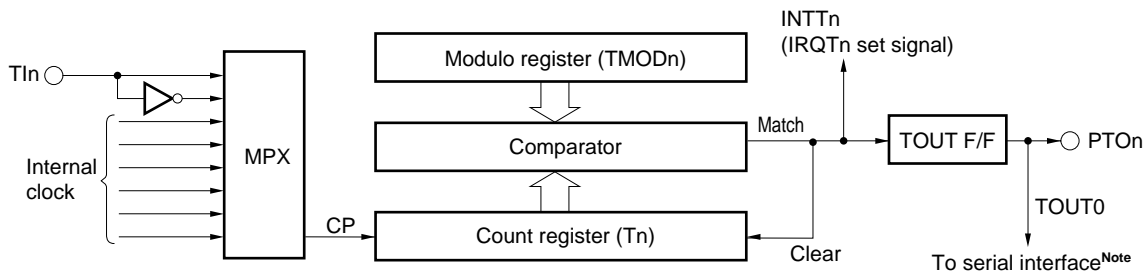 INTTn
(IRQTn set signal)
TIn
Modulo register (TMODn)
Match
MPX
Comparator
TOUT F/F
PTOn
Internal
clock
TOUT0
CP
Count register (Tn)
Clear
To serial interfaceNote